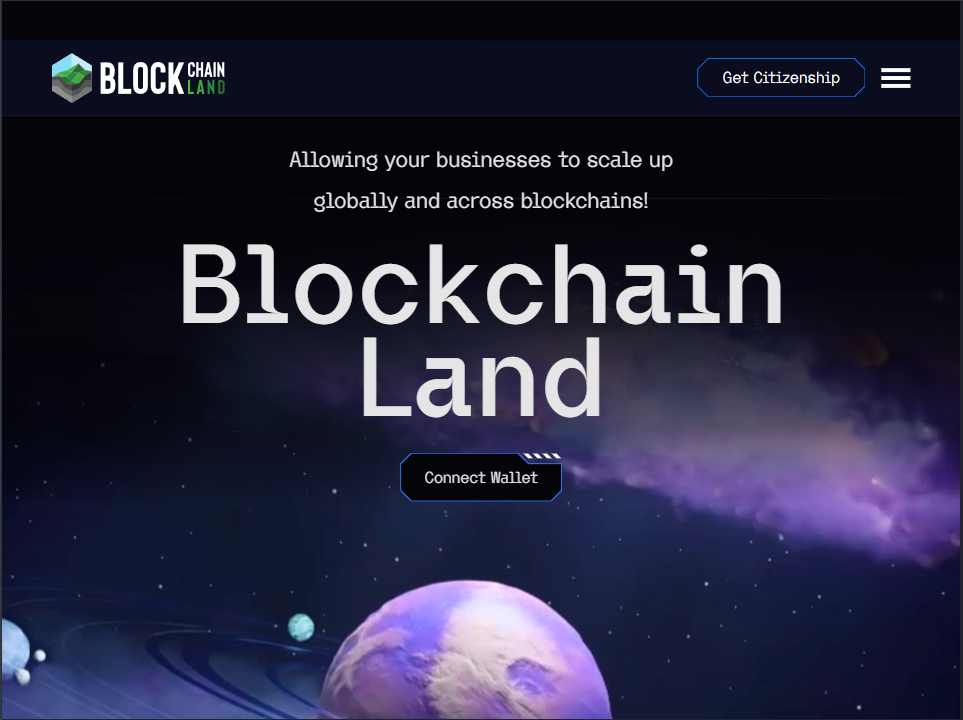 BLOCK CHAIN LAND
Get Citizenship
Allowing your businesses to scale up
globally and across blockchains!
Blockchain
Land
Connect Wallet